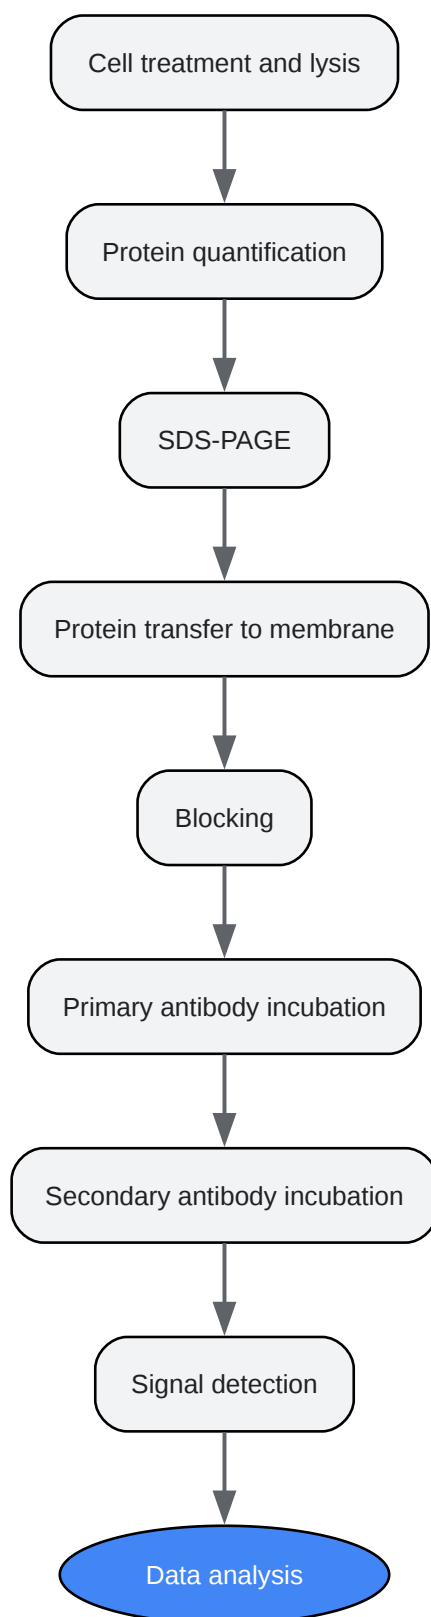 Cell treatment and lysis
Protein quantification
SDS-PAGE
Protein transfer to membrane
Blocking
Primary antibody incubation
Secondary antibody incubation
Signal detection
Data analysis